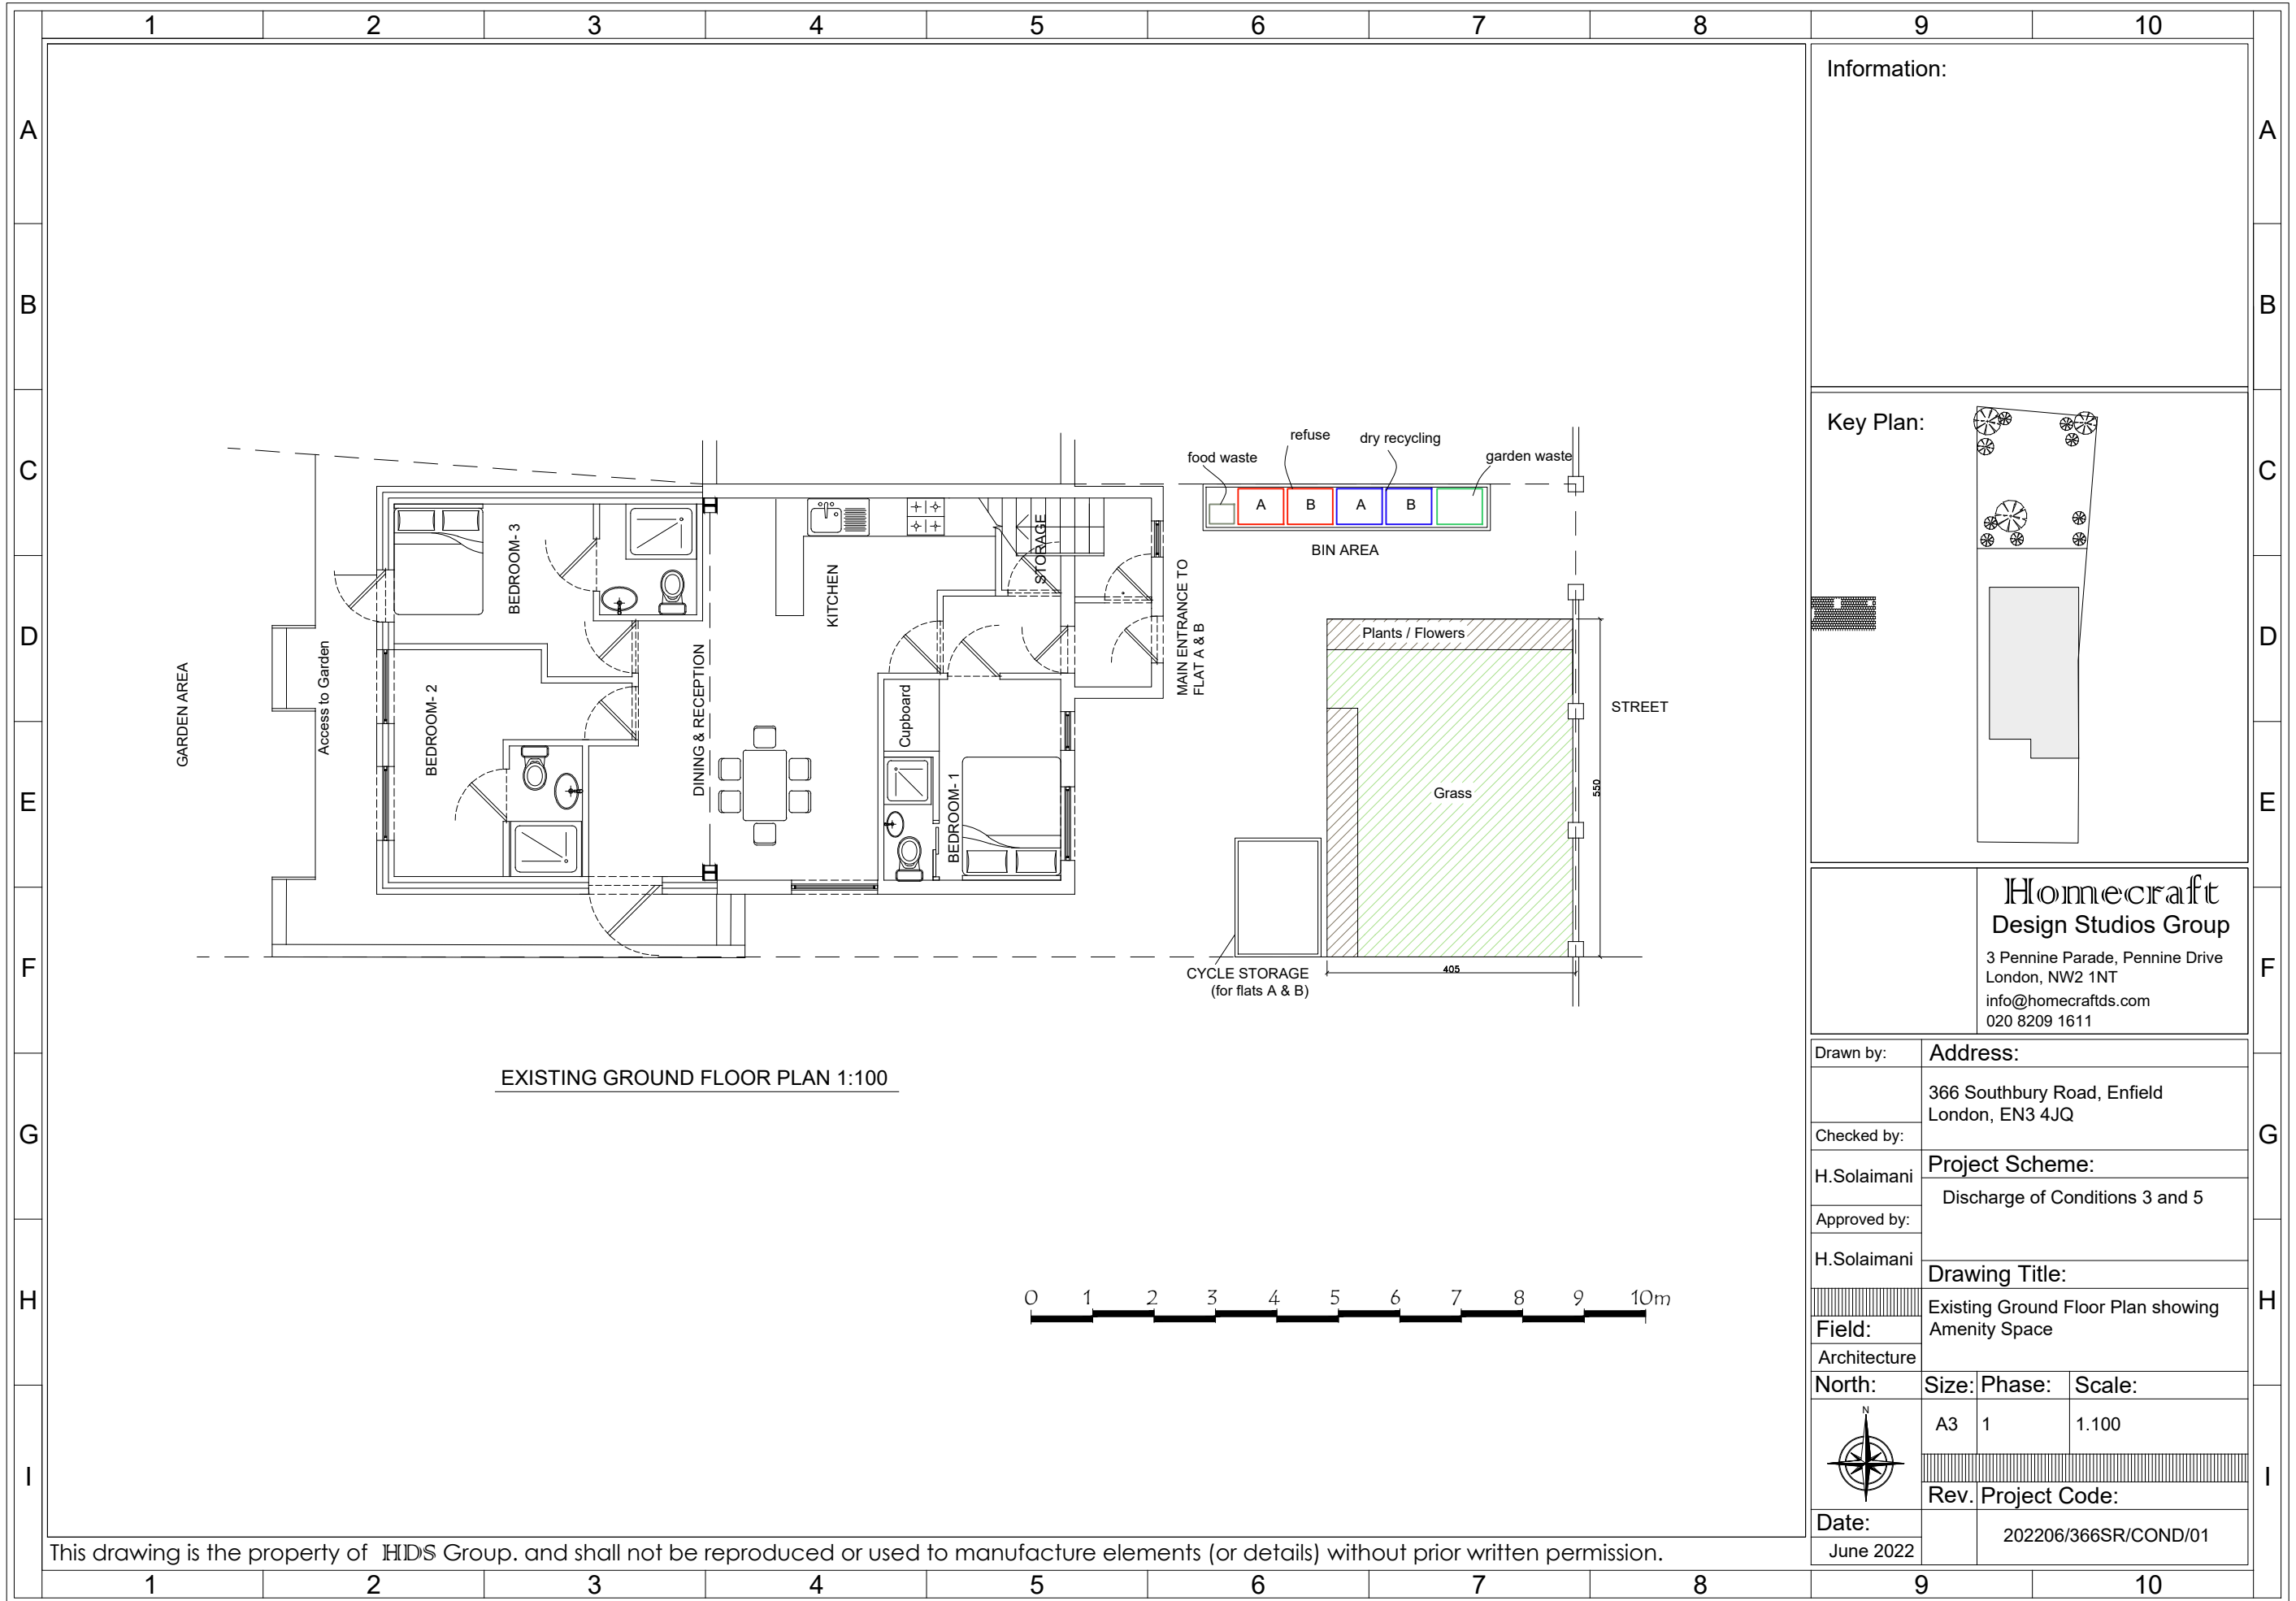 1 2 3 4 5 6 7 8 9 10
A A
B B
C C
D D
E E
F F
G G
H H
I I
Information:
Key Plan:
refuse
dry recycling
food waste
garden waste
A B A B
BIN AREA
BEDROOM- 3
STORAGE
KITCHEN
MAIN ENTRANCE TO
FLAT A & B
Plants / Flowers
GARDEN AREA
Access to Garden
BEDROOM- 2
DINING & RECEPTION
Cupboard
BEDROOM- 1
STREET
Grass
550
405
CYCLE STORAGE
(for flats A & B)
EXISTING GROUND FLOOR PLAN 1:100
0 1 2 3 4 5 6 7 8 9 10m
Homecraft
Design Studios Group
3 Pennine Parade, Pennine Drive
London, NW2 1NT
info@homecraftds.com
020 8209 1611
Drawn by:
Address:
366 Southbury Road, Enfield
London, EN3 4JQ
Checked by:
H.Solaimani
Project Scheme:
Discharge of Conditions 3 and 5
Approved by:
H.Solaimani
Drawing Title:
Existing Ground Floor Plan showing
Amenity Space
Field:
Architecture
North:
Size: Phase: Scale:
N
A3 1 1.100
Rev. Project Code:
Date:
202206/366SR/COND/01
June 2022
This drawing is the property of HDS Group. and shall not be reproduced or used to manufacture elements (or details) without prior written permission.
1 2 3 4 5 6 7 8 9 10